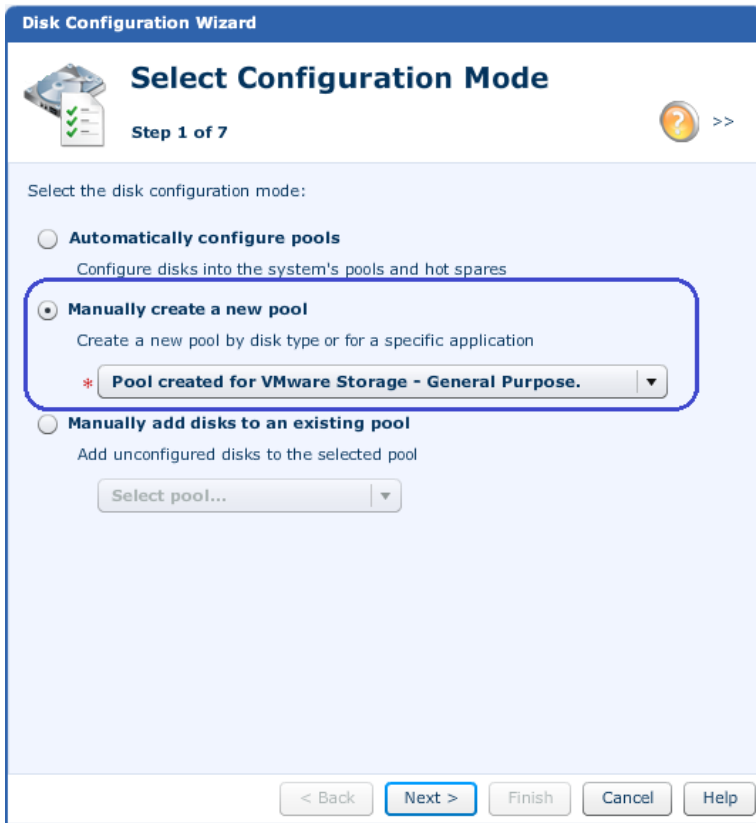 Disk Configuration Wizard
Select Configuration Mode
Step 1 of 7
? >>
Select the disk configuration mode:
Automatically configure pools
Configure disks into the system's pools and hot spares
Manually create a new pool
Create a new pool by disk type or for a specific application
* Pool created for VMware Storage - General Purpose.
Manually add disks to an existing pool
Add unconfigured disks to the selected pool
Select pool...
< Back Next > Finish Cancel Help